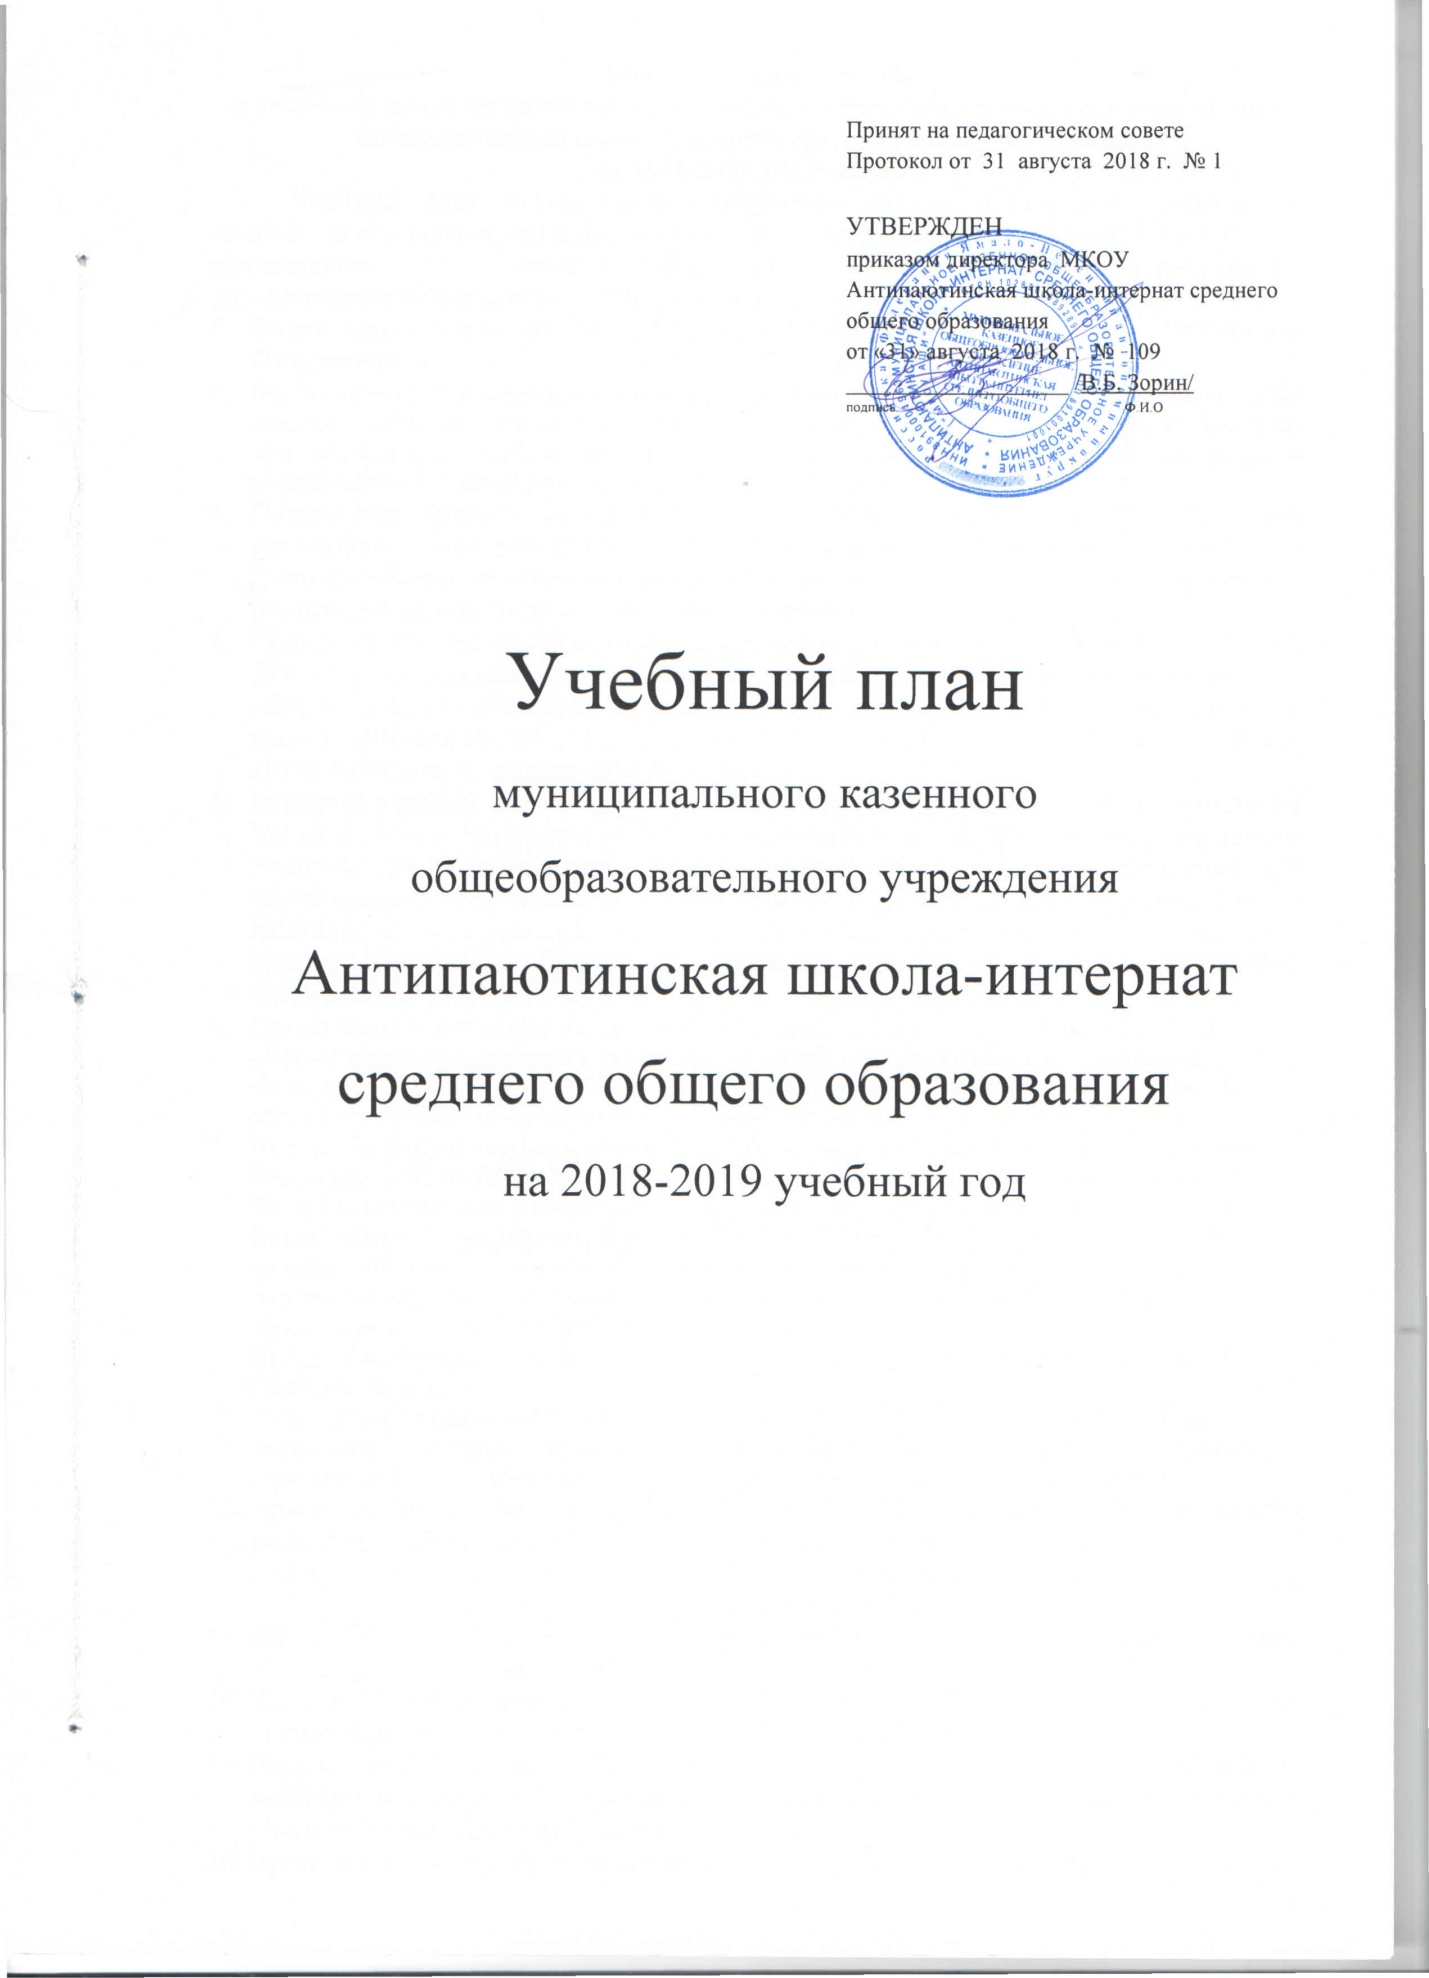 Принят на педагогическом совете
Протокол от 31 августа 2018 г. № 1
УТВЕРЖДЕН
приказом директора МКОУ
Антипаютинская школа-интернат среднего
общего образования
от «31» августа 2018 г. № 109
/В.Б. Зорин/
подпись Ф.И.О
Учебный план
муниципального казенного
общеобразовательного учреждения
Антипаютинская школа-интернат
среднего общего образования
на 2018-2019 учебный год